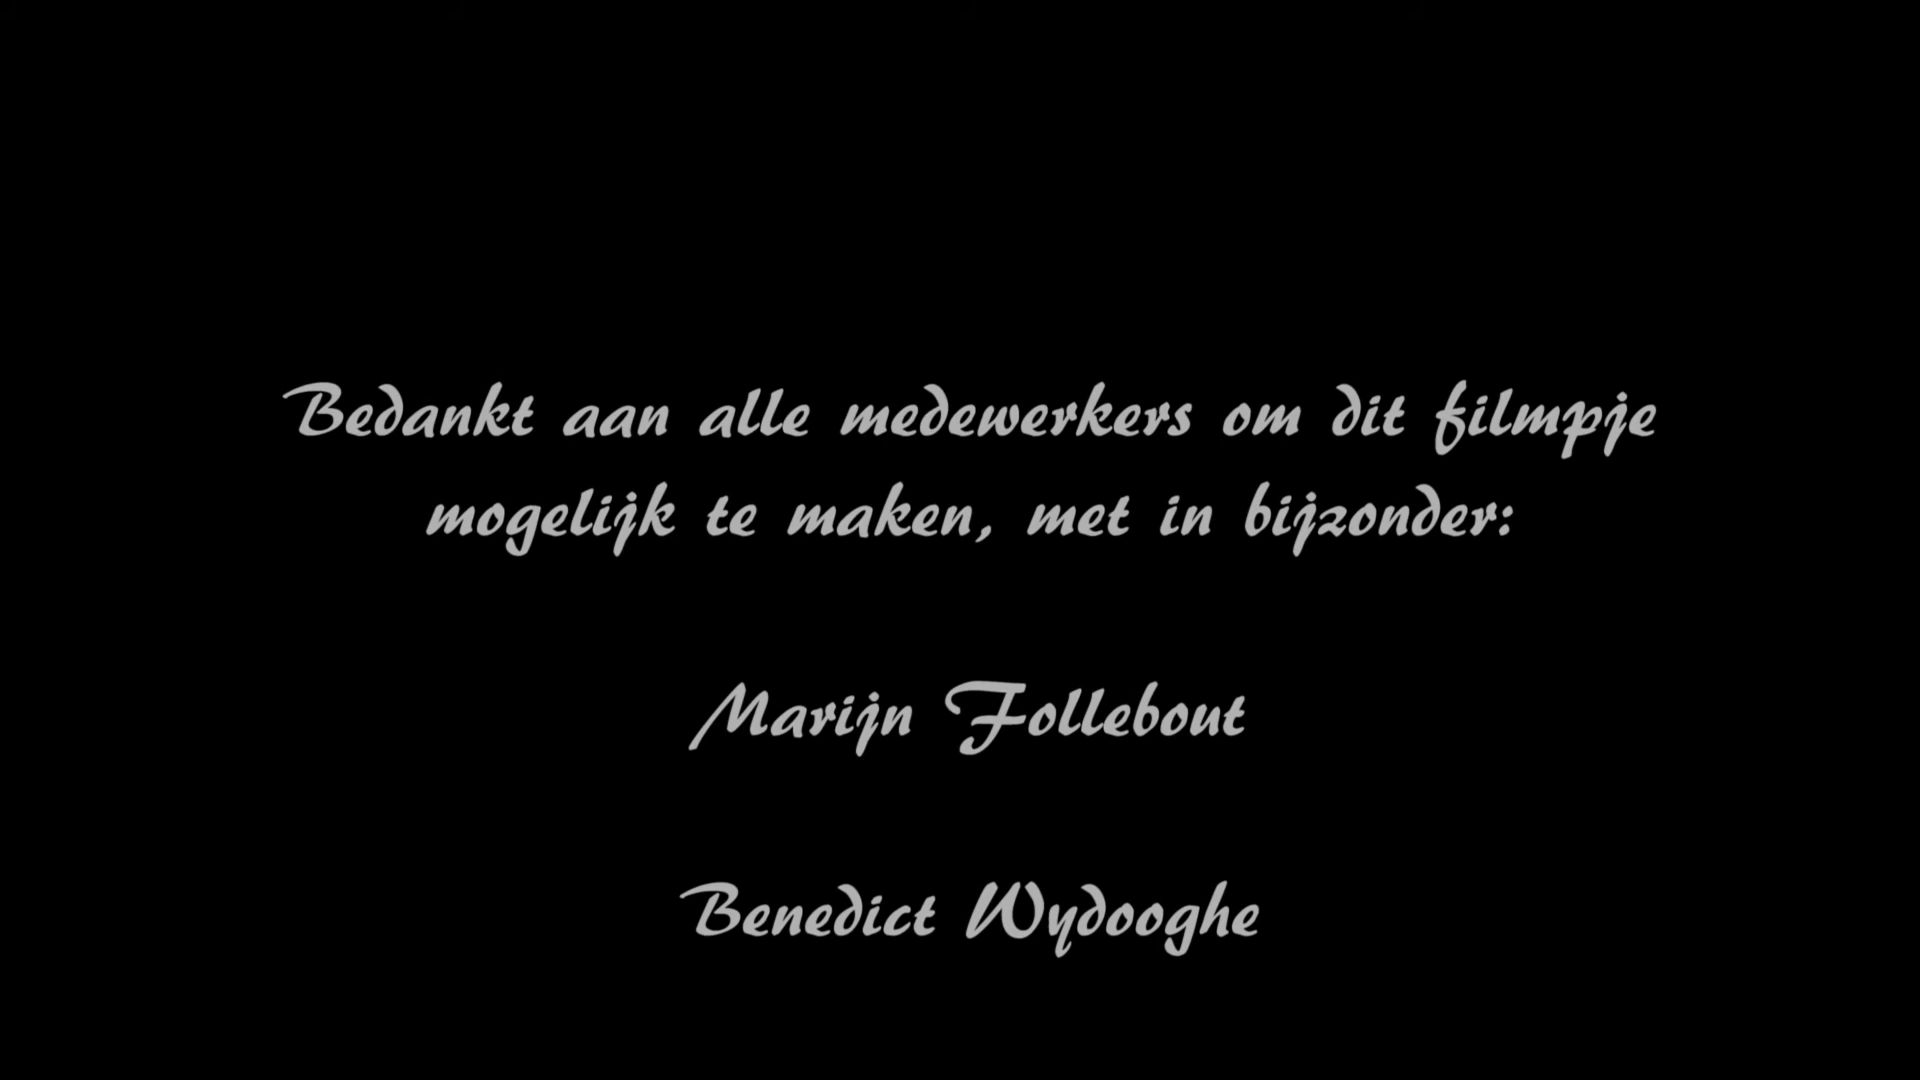 Bedankt aan alle medewerkers om dit filmpje
mogelijk te maken, met in bijzonder:
Marijn Follebout
Benedict Wydooghe